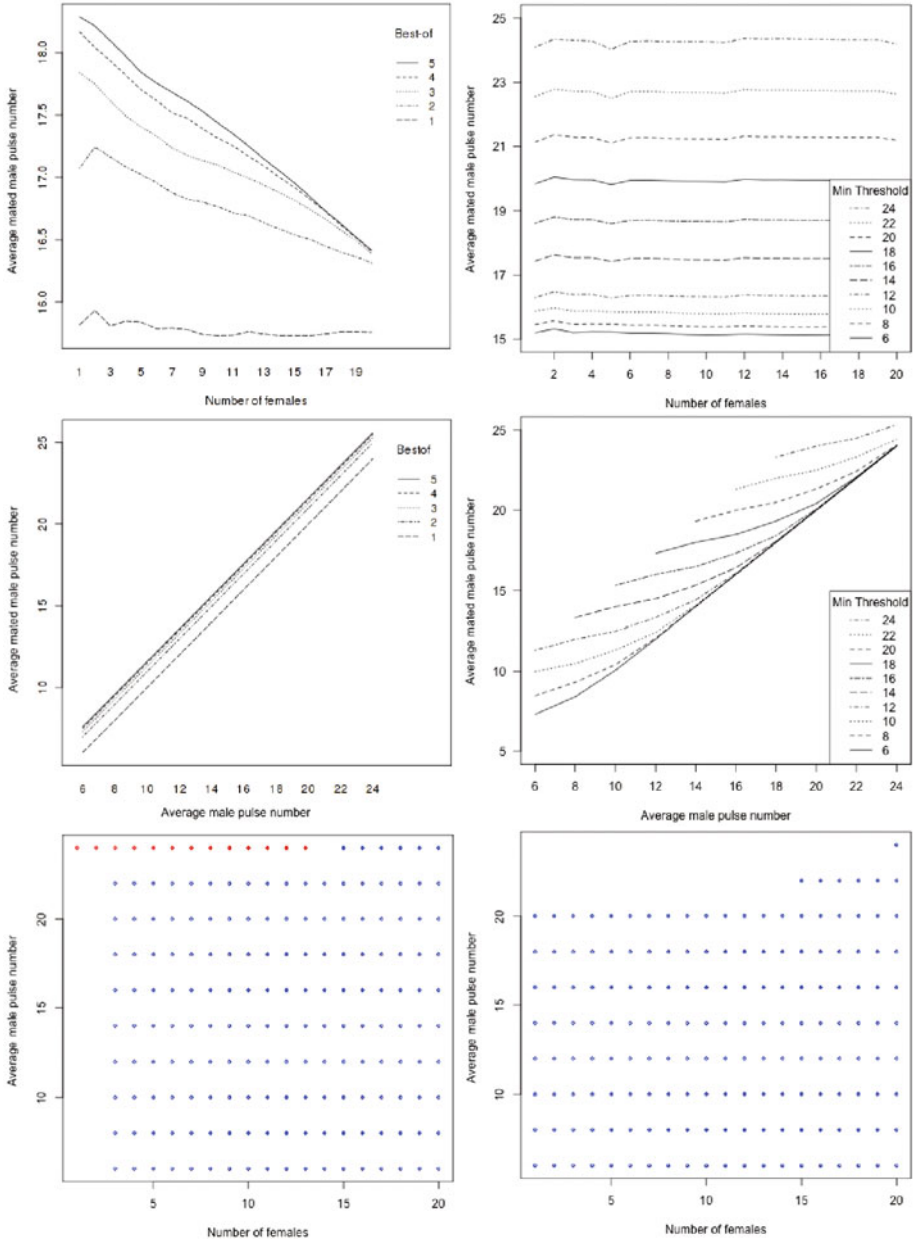 Average mated male pulse number
18.0
17.5
17.0
16.5
16.0
Best-of
5
4
3
2
1
1 3 5 7 9 11 13 15 17 19
Number of females
Average mated male pulse number
25
23
21
19
17
15
Min Threshold
24
22
20
18
16
14
12
10
8
6
2 4 6 8 10 12 14 16 18 20
Number of females
Average mated male pulse number
25
20
15
10
Bestof
5
4
3
2
1
6 8 10 12 14 16 18 20 22 24
Average male pulse number
Average mated male pulse number
25
20
15
10
5
Min Threshold
24
22
20
18
16
14
12
10
8
6
6 8 10 12 14 16 18 20 22 24
Average male pulse number
Average male pulse number
20
15
10
5 10 15 20
Number of females
Average male pulse number
20
15
10
5 10 15 20
Number of females